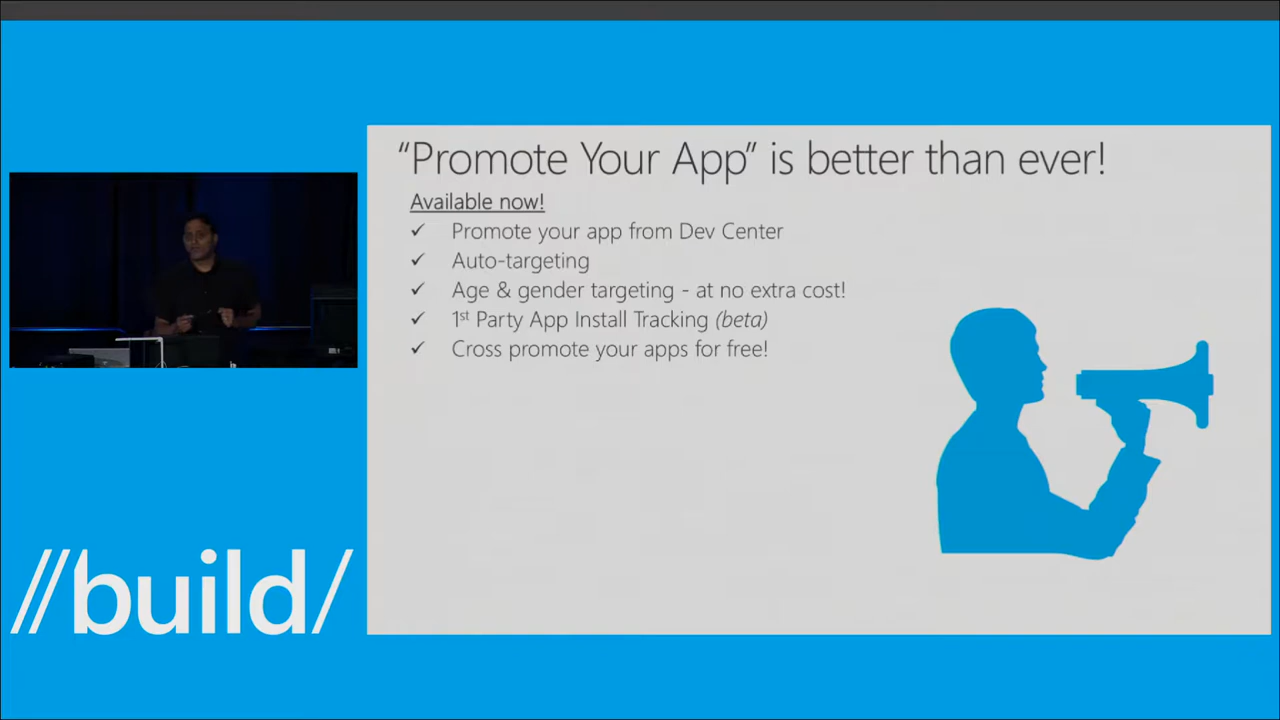 “Promote Your App” is better than ever!
Available now!
✓ Promote your app from Dev Center
✓ Auto-targeting
✓ Age & gender targeting - at no extra cost!
✓ 1st Party App Install Tracking (beta)
✓ Cross promote your apps for free!
//build/